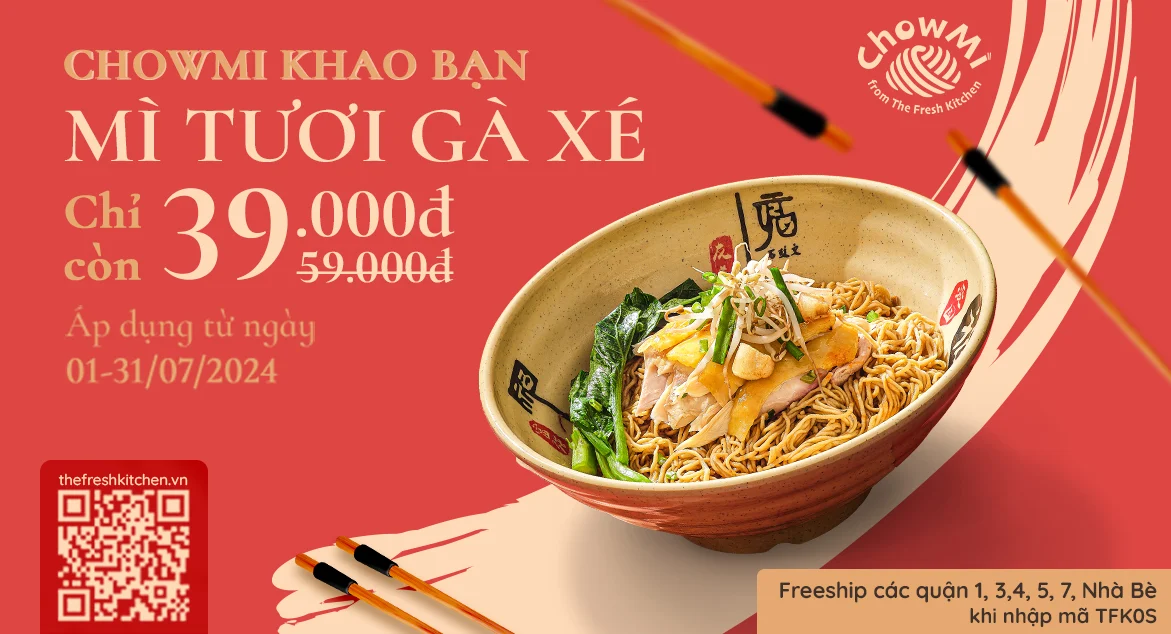 CHOWMI KHAO BẠN
MÌ TƯƠI GÀ XÉ
Chỉ còn 39.000đ
59.000đ
Áp dụng từ ngày
01-31/07/2024
ChowMi
from The Fresh Kitchen
thefreshkitchen.vn
Freeship các quận 1, 3,4, 5, 7, Nhà Bè
khi nhập mã TFK0S